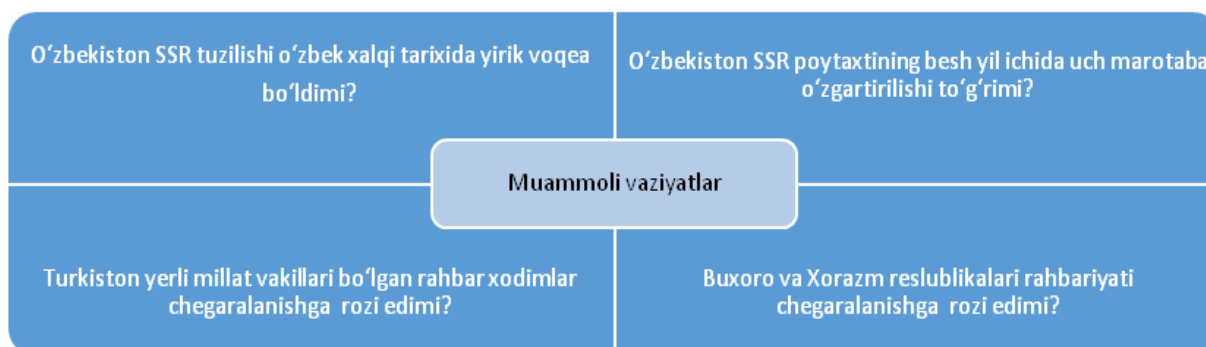 O‘zbekiston SSR tuzilishi o‘zbek xalqi tarixida yirik voqea
bo‘ldimi?
O‘zbekiston SSR poytaxtining besh yil ichida uch marotaba
o‘zgartirilishi to‘g‘rimi?
Muammoli vaziyatlar
Turkiston yerli millat vakillari bo‘lgan rahbar xodimlar
chegaralanishga rozi edimi?
Buxoro va Xorazm reslublikalari rahbariyati
chegaralanishga rozi edimi?